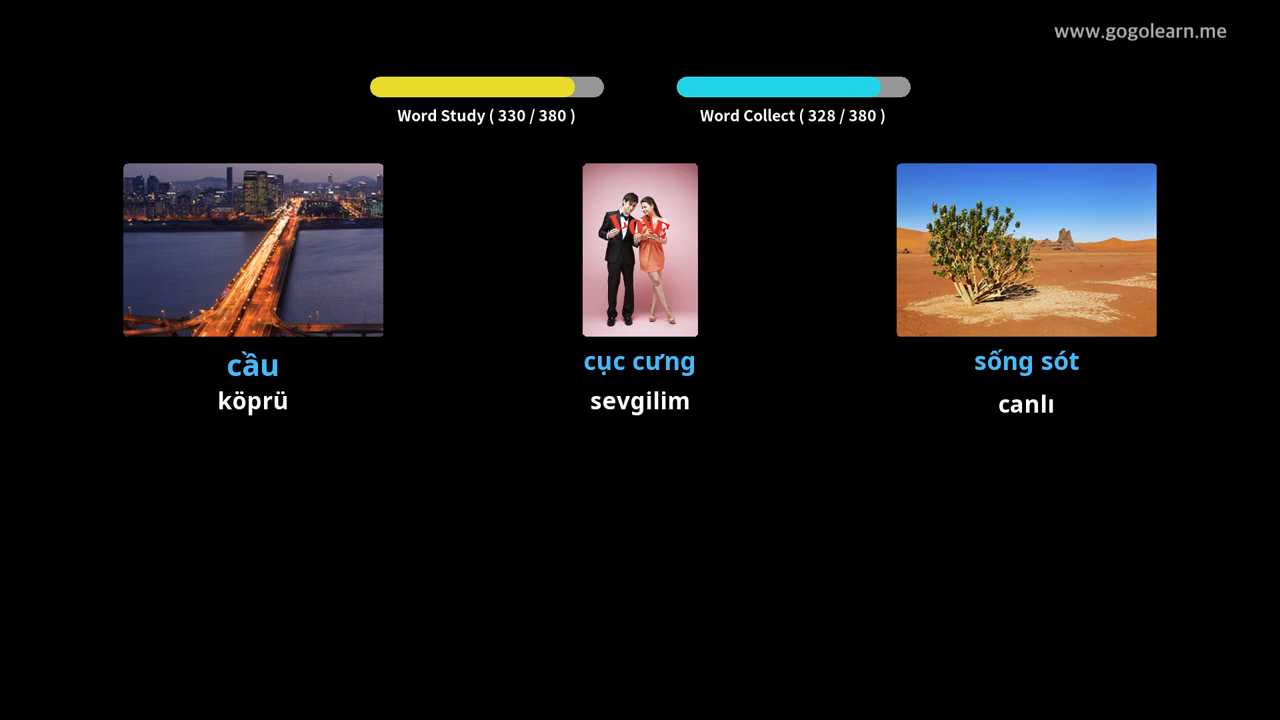 www.gogolearn.me
Word Study ( 330 / 380 )
Word Collect ( 328 / 380 )
LOVE
cầu
köprü
cục cưng
sevgilim
sống sót
canlı